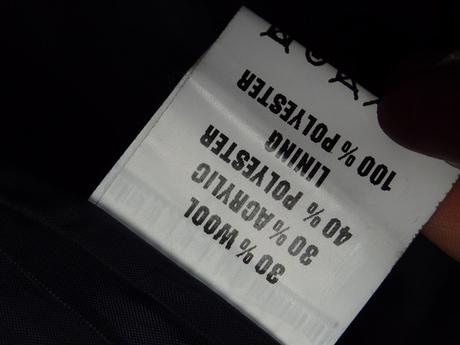 30% WOOL
30% ACRYLIC
40% POLYESTER
LINING
100% POLYESTER